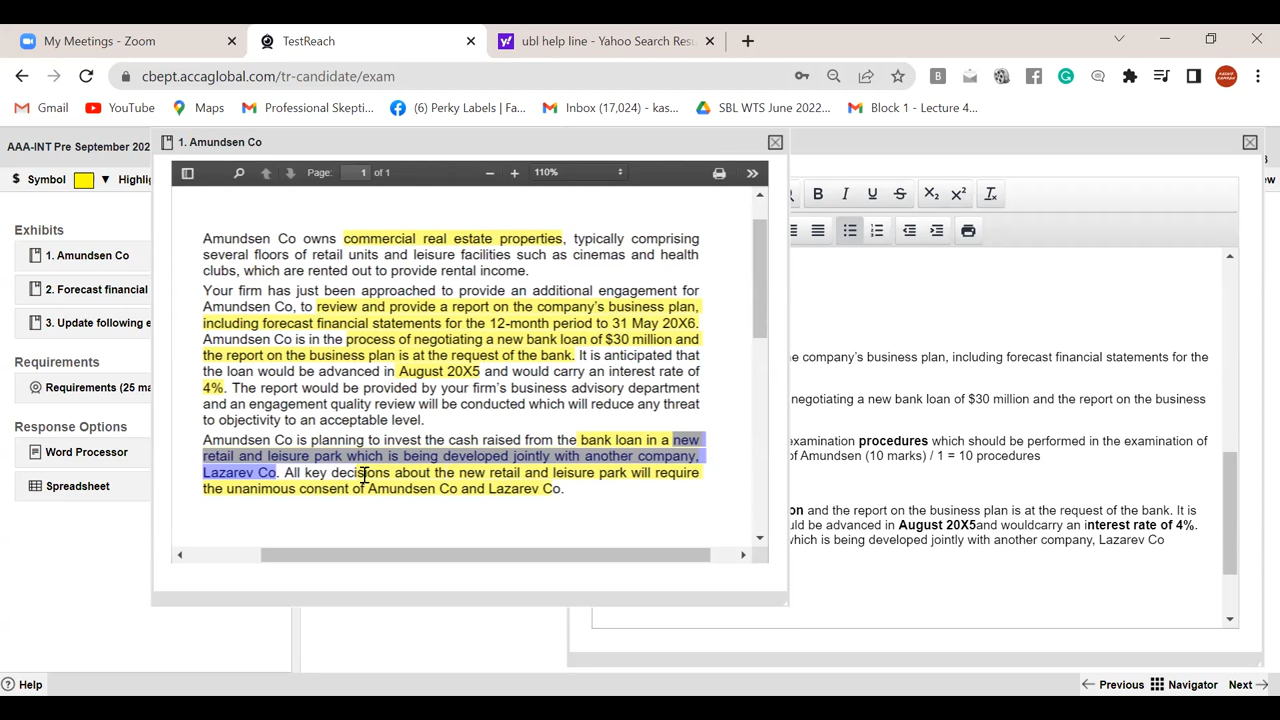 My Meetings - Zoom
TestReach
ubl help line - Yahoo Search Resu
cbept.accaglobal.com/tr-candidate/exam
Gmail
YouTube
Maps
Professional Skepti...
(6) Perky Labels | Fa...
Inbox (17,024) - kas...
SBL WTS June 2022...
Block 1 - Lecture 4...
AAA-INT Pre September 202
1. Amundsen Co
$ Symbol
Highli
Page: 1 of 1
110%
B I U S X₂ X² Tx
Exhibits
1. Amundsen Co
2. Forecast financial
3. Update following e
Requirements
Requirements (25 ma
Response Options
Word Processor
Spreadsheet
Amundsen Co owns commercial real estate properties, typically comprising
several floors of retail units and leisure facilities such as cinemas and health
clubs, which are rented out to provide rental income.
Your firm has just been approached to provide an additional engagement for
Amundsen Co, to review and provide a report on the company's business plan,
including forecast financial statements for the 12-month period to 31 May 20X6.
Amundsen Co is in the process of negotiating a new bank loan of $30 million and
the report on the business plan is at the request of the bank. It is anticipated that
the loan would be advanced in August 20X5 and would carry an interest rate of
4%. The report would be provided by your firm's business advisory department
and an engagement quality review will be conducted which will reduce any threat
to objectivity to an acceptable level.
Amundsen Co is planning to invest the cash raised from the bank loan in a new
retail and leisure park which is being developed jointly with another company,
Lazarev Co. All key decisions about the new retail and leisure park will require
the unanimous consent of Amundsen Co and Lazarev Co.
company's business plan, including forecast financial statements for the
negotiating a new bank loan of $30 million and the report on the business
examination procedures which should be performed in the examination of
of Amundsen (10 marks) / 1 = 10 procedures
on and the report on the business plan is at the request of the bank. It is
uld be advanced in August 20X5and wouldcarry an interest rate of 4%.
which is being developed jointly with another company, Lazarev Co
Help
Previous
Navigator
Next